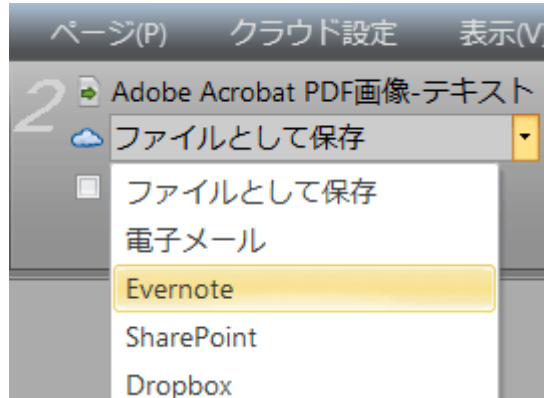 ページ(P) クラウド設定 表示(V)
2 Adobe Acrobat PDF画像-テキスト
ファイルとして保存
ファイルとして保存
電子メール
Evernote
SharePoint
Dropbox